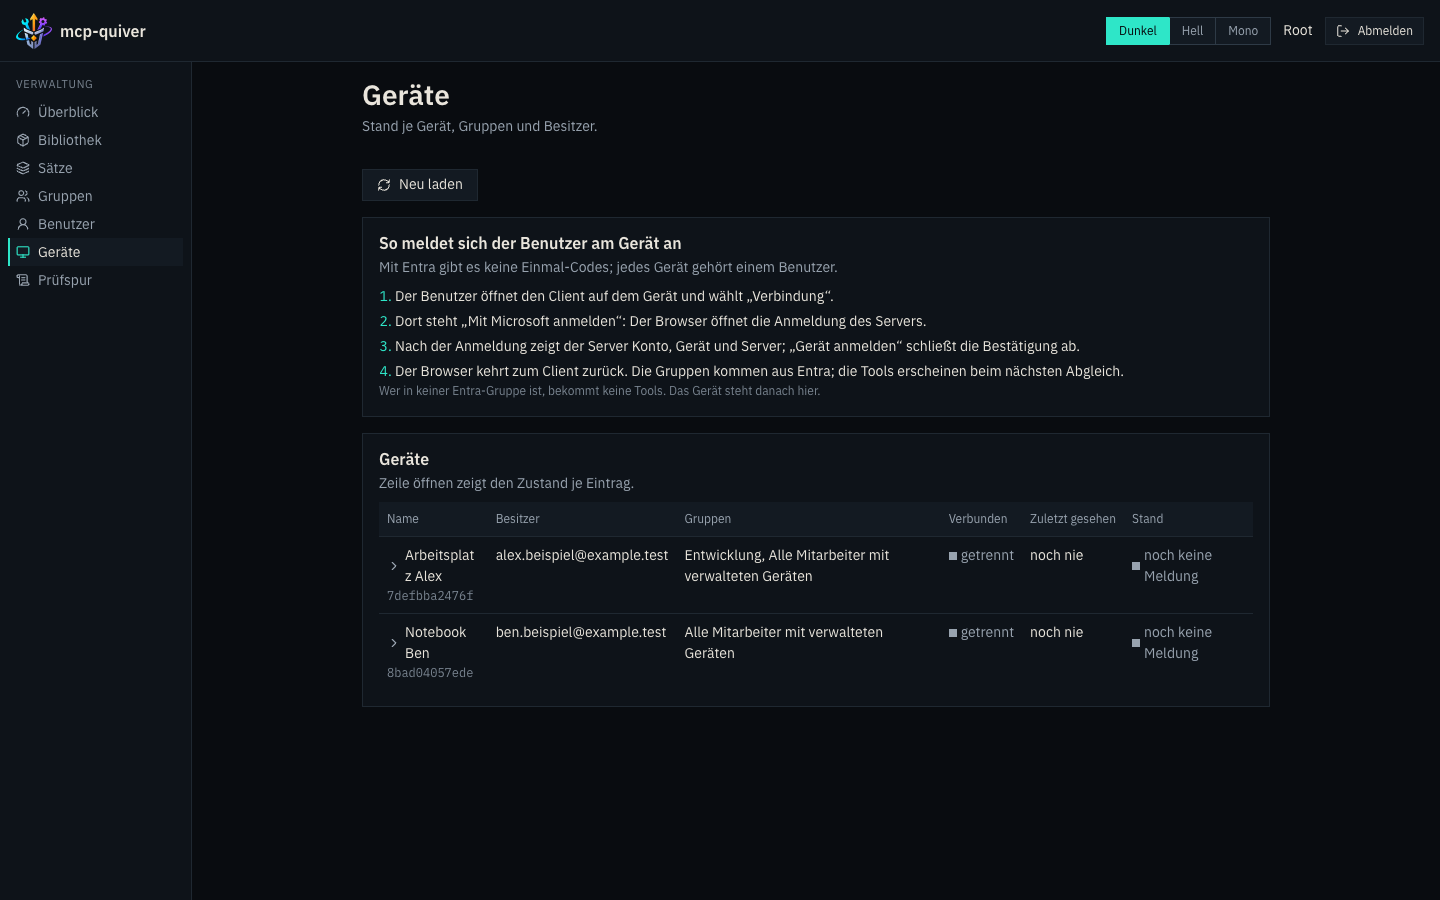 mcp-quiver
Dunkel Hell Mono Root Abmelden
VERWALTUNG
Überblick
Bibliothek
Sätze
Gruppen
Benutzer
Geräte
Prüfspur
Geräte
Stand je Gerät, Gruppen und Besitzer.
Neu laden
So meldet sich der Benutzer am Gerät an
Mit Entra gibt es keine Einmal-Codes; jedes Gerät gehört einem Benutzer.
1. Der Benutzer öffnet den Client auf dem Gerät und wählt „Verbindung“.
2. Dort steht „Mit Microsoft anmelden“: Der Browser öffnet die Anmeldung des Servers.
3. Nach der Anmeldung zeigt der Server Konto, Gerät und Server; „Gerät anmelden“ schließt die Bestätigung ab.
4. Der Browser kehrt zum Client zurück. Die Gruppen kommen aus Entra; die Tools erscheinen beim nächsten Abgleich.
Wer in keiner Entra-Gruppe ist, bekommt keine Tools. Das Gerät steht danach hier.
Geräte
Zeile öffnen zeigt den Zustand je Eintrag.
Name Besitzer Gruppen Verbunden Zuletzt gesehen Stand
Arbeitsplat alex.beispiel@example.test Entwicklung, Alle Mitarbeiter mit getrennt noch nie noch keine
z Alex verwalteten Geräten Meldung
7defbba2476f
Notebook ben.beispiel@example.test Alle Mitarbeiter mit verwalteten getrennt noch nie noch keine
Ben Geräten Meldung
8bad04057ede